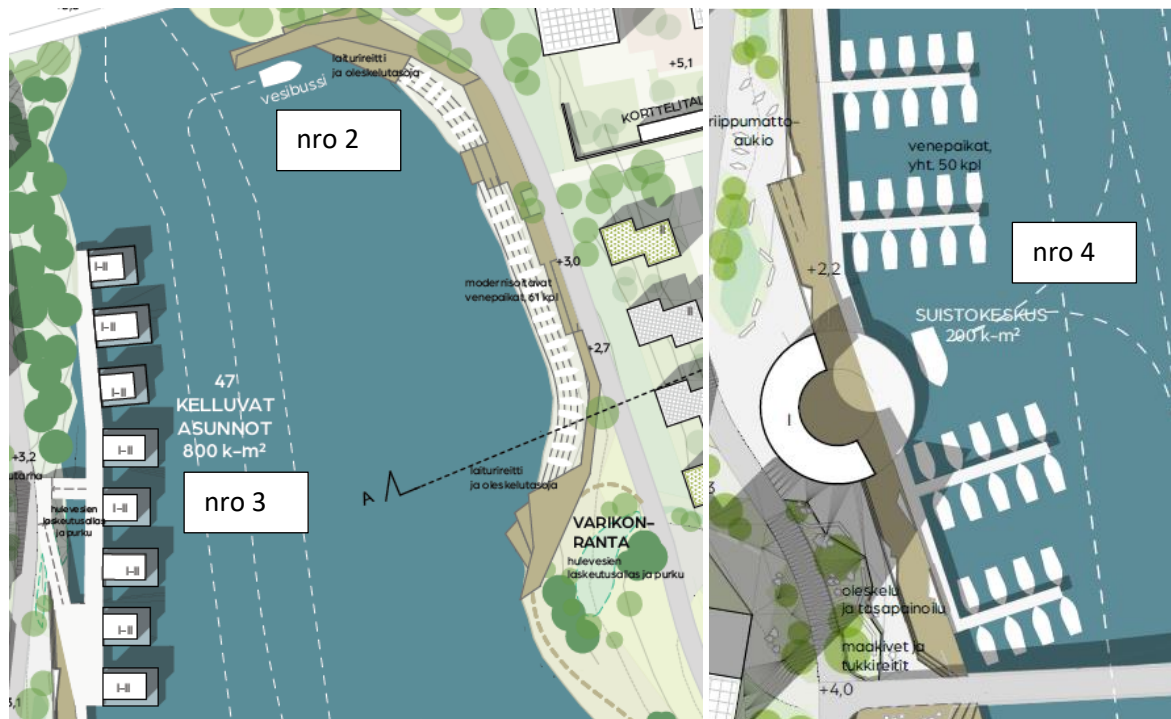 laiturireitti
ja oleskelutasoja
vesibussi
nro 2
+5,1
+3,0
modernisoitavat
venepaikat, 61 kpl
+2,7
47
KELLUVAT
ASUNNOT
800 k-m²
nro 3
+3,2
hulevesien
laskeutusallas
ja purku
A
laiturireitti
ja oleskelutasoja
VARIKON-
RANTA
hulevesien
laskeutusallas ja purku
I-II
I-II
I-II
I-II
I-II
I-II
I-II
I-II
riippumatto-
aukio
venepaikat,
yht. 50 kpl
nro 4
+2,2
SUISTOKESKUS
200 k-m²
I
oleskelu
ja tasapainoilu
maakivet ja
tukkireitit
+4,0